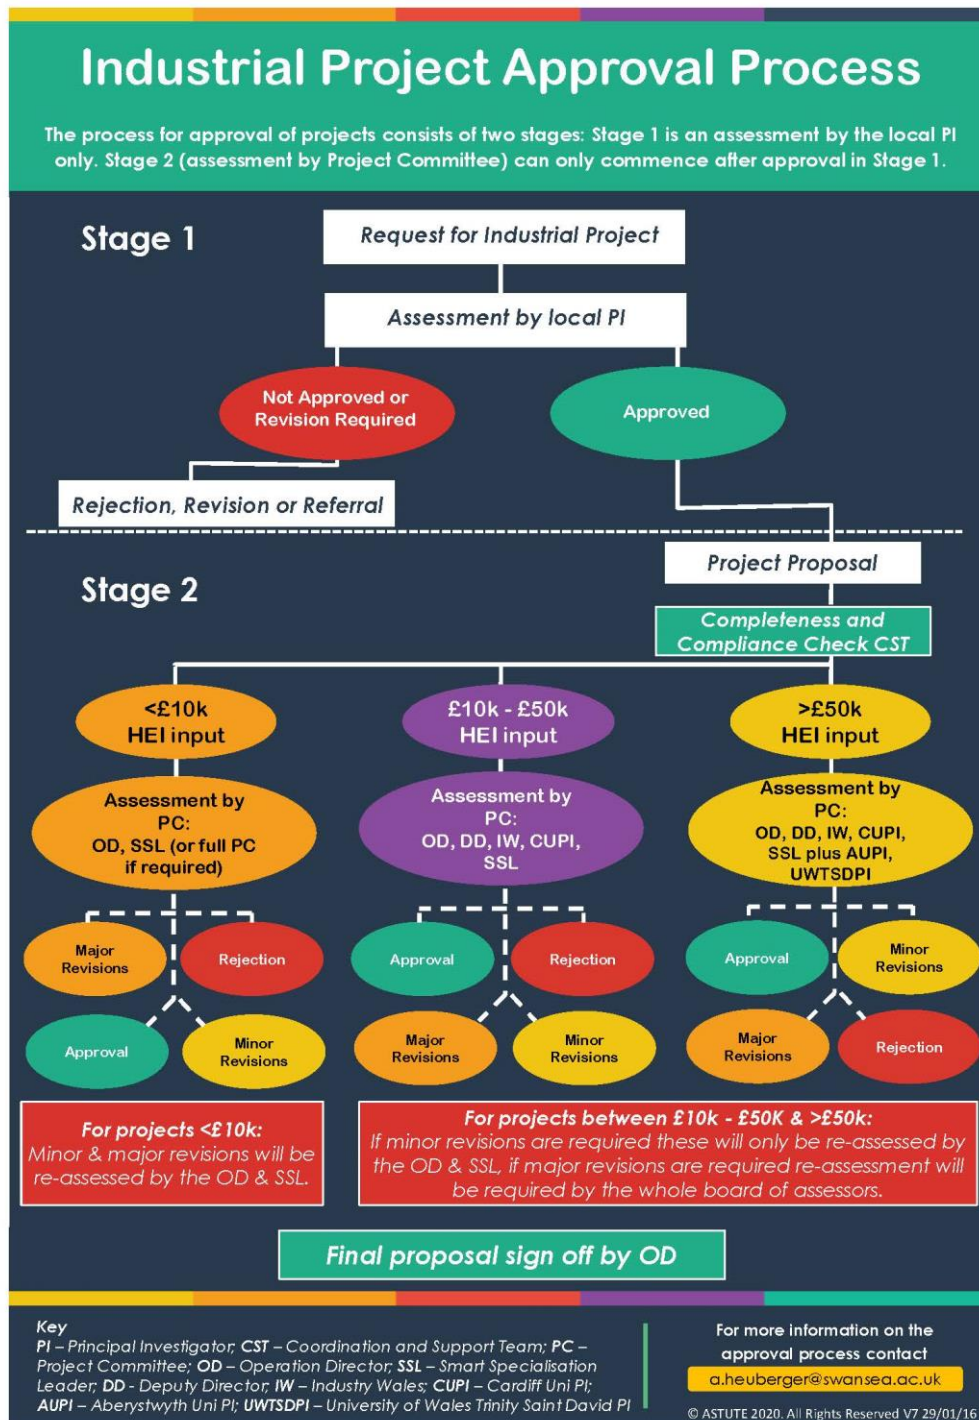 Industrial Project Approval Process
The process for approval of projects consists of two stages: Stage 1 is an assessment by the local PI
only. Stage 2 (assessment by Project Committee) can only commence after approval in Stage 1.
Stage 1
Request for Industrial Project
Assessment by local PI
Not Approved or
Revision Required
Approved
Rejection, Revision or Referral
Project Proposal
Stage 2
Completeness and
Compliance Check CST
<£10k
HEI input
£10k - £50k
HEI input
>£50k
HEI input
Assessment by
PC:
OD, SSL (or full PC
if required)
Assessment by
PC:
OD, DD, IW, CUPI,
SSL
Assessment by
PC:
OD, DD, IW, CUPI,
SSL plus AUPI,
UWTSDPI
Major
Revisions
Rejection
Approval
Minor
Revisions
Approval
Rejection
Major
Revisions
Minor
Revisions
Approval
Minor
Revisions
Major
Revisions
Rejection
For projects <£10k:
Minor & major revisions will be
re-assessed by the OD & SSL.
For projects between £10k - £50K & >£50k:
If minor revisions are required these will only be re-assessed by
the OD & SSL, if major revisions are required re-assessment will
be required by the whole board of assessors.
Final proposal sign off by OD
Key
PI – Principal Investigator; CST – Coordination and Support Team; PC –
Project Committee; OD – Operation Director; SSL – Smart Specialisation
Leader; DD - Deputy Director; IW – Industry Wales; CUPI – Cardiff Uni PI;
AUPI – Aberystwyth Uni PI; UWTSDPI – University of Wales Trinity Saint David PI
For more information on the
approval process contact
a.heuberger@swansea.ac.uk
© ASTUTE 2020. All Rights Reserved V7 29/01/16